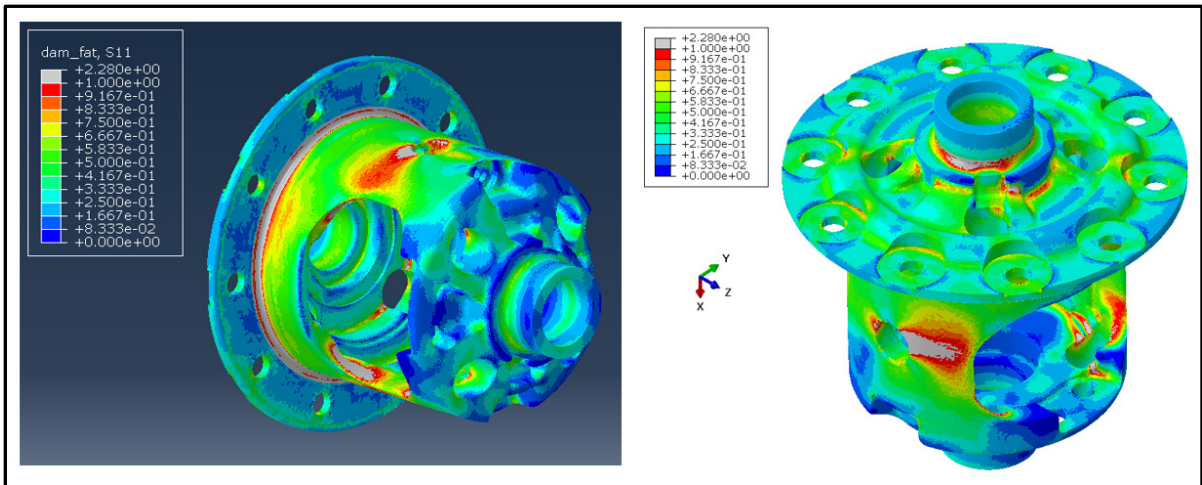 dam_fat, S11
+2.280e+00
+1.000e+00
+9.167e-01
+8.333e-01
+7.500e-01
+6.667e-01
+5.833e-01
+5.000e-01
+4.167e-01
+3.333e-01
+2.500e-01
+1.667e-01
+8.333e-02
+0.000e+00
+2.280e+00
+1.000e+00
+9.167e-01
+8.333e-01
+7.500e-01
+6.667e-01
+5.833e-01
+5.000e-01
+4.167e-01
+3.333e-01
+2.500e-01
+1.667e-01
+8.333e-02
+0.000e+00
Y
Z
X